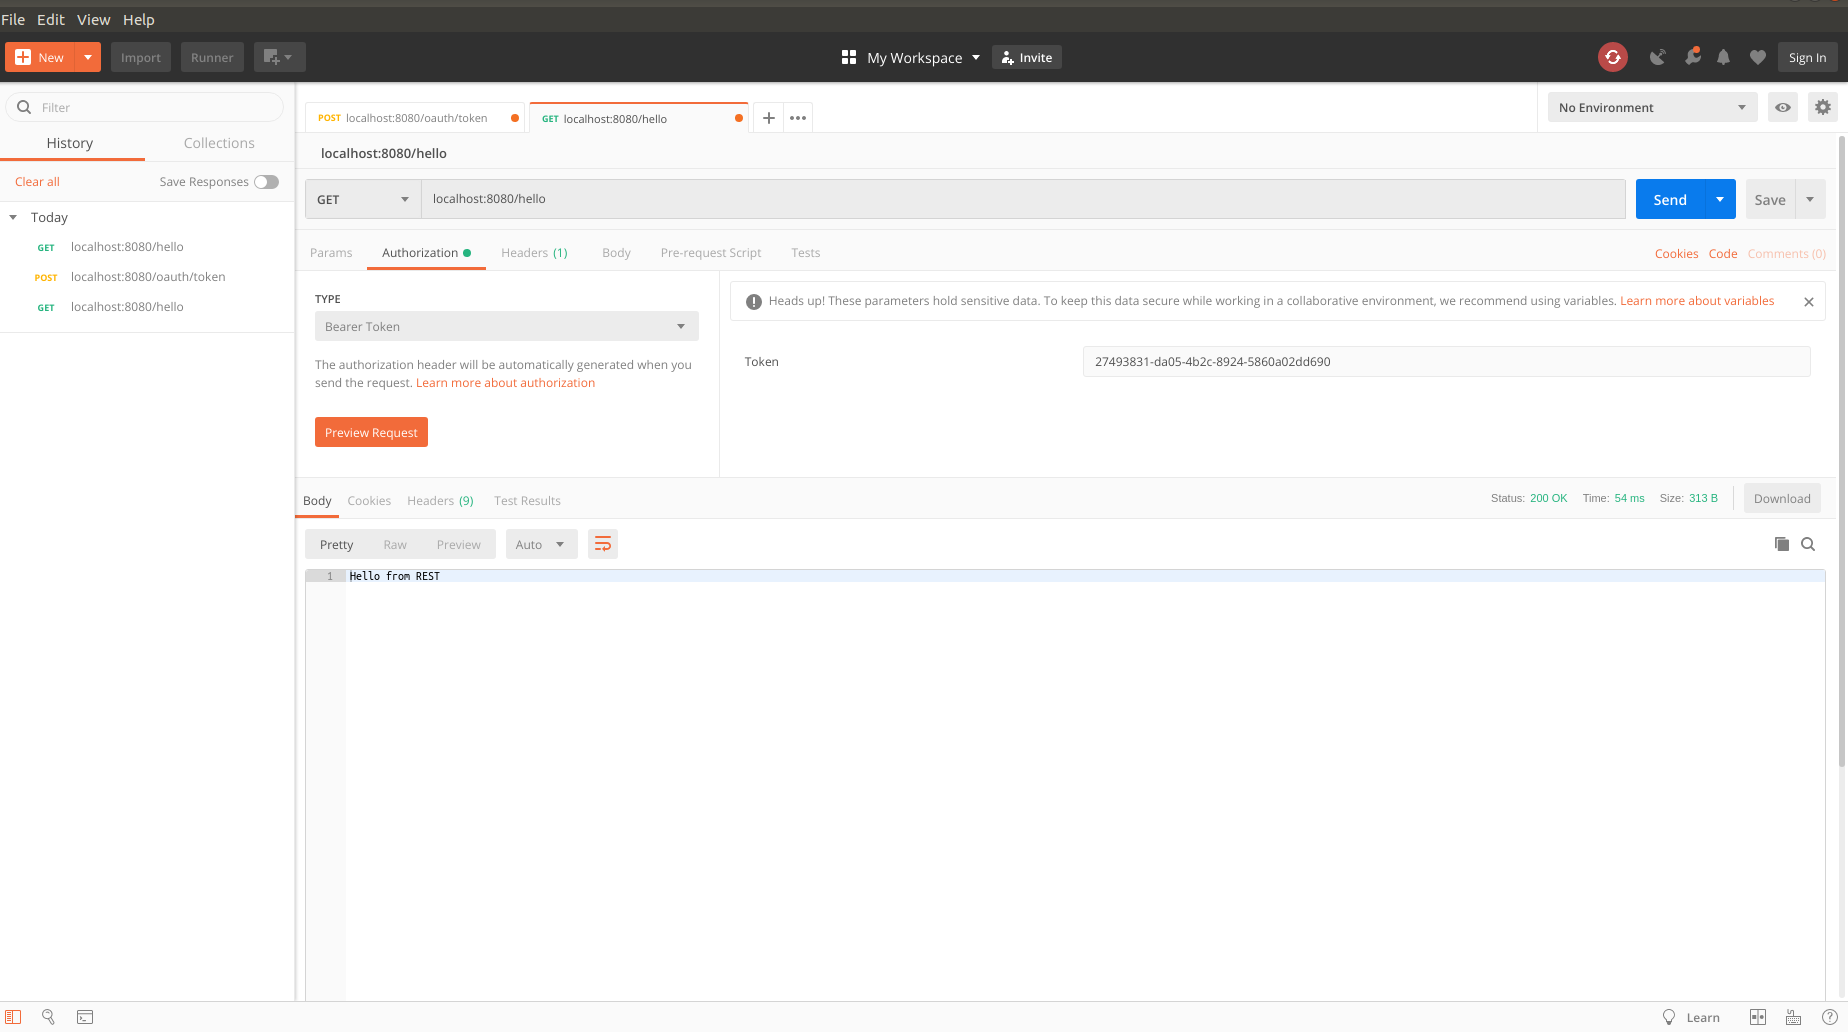 File Edit View Help
New Import Runner My Workspace Invite Sign In
Filter
History Collections
Clear all Save Responses
Today
GET localhost:8080/hello
POST localhost:8080/oauth/token
GET localhost:8080/hello
POST localhost:8080/oauth/token GET localhost:8080/hello No Environment
localhost:8080/hello
GET localhost:8080/hello Send Save
Params Authorization Headers (1) Body Pre-request Script Tests Cookies Code Comments (0)
TYPE
Bearer Token
The authorization header will be automatically generated when you
send the request. Learn more about authorization
Preview Request
Heads up! These parameters hold sensitive data. To keep this data secure while working in a collaborative environment, we recommend using variables. Learn more about variables
Token 27493831-da05-4b2c-8924-5860a02dd690
Body Cookies Headers (9) Test Results Status: 200 OK Time: 54 ms Size: 313 B Download
Pretty Raw Preview Auto
1 Hello from REST
Learn